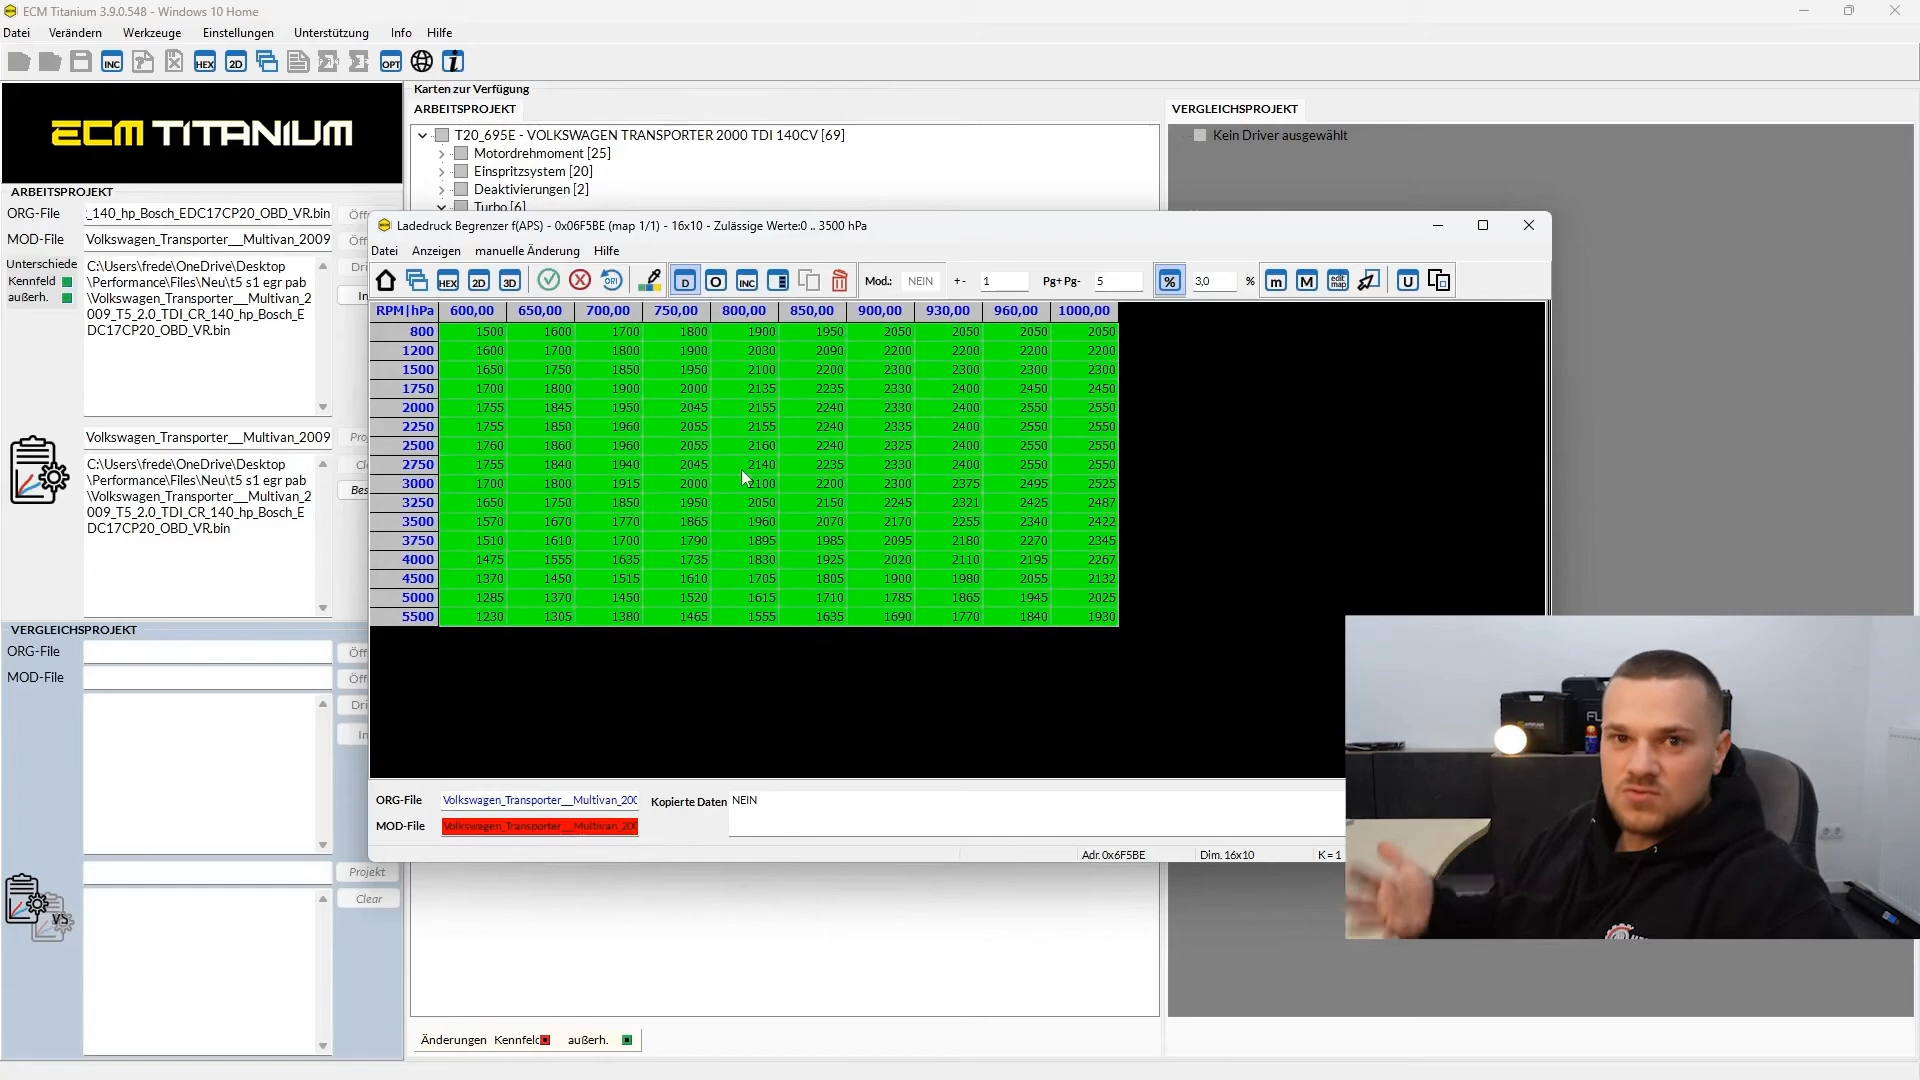 ECM Titanium 3.9.0.548 - Windows 10 Home
Datei Verändern Werkzeuge Einstellungen Unterstützung Info Hilfe
INC HEX 2D OPT
ECM TITANIUM
ARBEITSPROJEKT
ORG-File _140_hp_Bosch_EDC17CP20_OBD_VR.bin
MOD-File Volkswagen_Transporter__Multivan_2009
Unterschiede
Kennfeld
außerh.
C:\Users\frede\OneDrive\Desktop
\Performance\Files\Neu\t5 s1 egr pab
\Volkswagen_Transporter__Multivan_2
009_T5_2.0_TDI_CR_140_hp_Bosch_E
DC17CP20_OBD_VR.bin
Volkswagen_Transporter__Multivan_2009
C:\Users\frede\OneDrive\Desktop
\Performance\Files\Neu\t5 s1 egr pab
\Volkswagen_Transporter__Multivan_2
009_T5_2.0_TDI_CR_140_hp_Bosch_E
DC17CP20_OBD_VR.bin
VERGLEICHSPROJEKT
ORG-File
MOD-File
Projekt
Clear
VS
Karten zur Verfügung
ARBEITSPROJEKT
T20_695E - VOLKSWAGEN TRANSPORTER 2000 TDI 140CV [69]
Motordrehmoment [25]
Einspritzsystem [20]
Deaktivierungen [2]
Turbo [6]
VERGLEICHSPROJEKT
Kein Driver ausgewählt
Ladedruck Begrenzer f(APS) - 0x06F5BE (map 1/1) - 16x10 - Zulässige Werte:0 .. 3500 hPa
Datei Anzeigen manuelle Änderung Hilfe
HEX 2D 3D ORI D O INC Mod.: NEIN +- 1 Pg+Pg- 5 % 3,0 % m M edit map U
RPM|hPa 600,00 650,00 700,00 750,00 800,00 850,00 900,00 930,00 960,00 1000,00
800 1500 1600 1700 1800 1900 1950 2050 2050 2050 2050
1200 1600 1700 1800 1900 2030 2090 2200 2200 2200 2200
1500 1650 1750 1850 1950 2100 2200 2300 2300 2300 2300
1750 1700 1800 1900 2000 2135 2235 2330 2400 2450 2450
2000 1755 1845 1950 2045 2155 2240 2330 2400 2550 2550
2250 1755 1850 1960 2055 2155 2240 2335 2400 2550 2550
2500 1760 1860 1960 2055 2160 2240 2325 2400 2550 2550
2750 1755 1840 1940 2045 2140 2235 2330 2400 2550 2550
3000 1700 1800 1915 2000 2100 2200 2300 2375 2495 2525
3250 1650 1750 1850 1950 2050 2150 2245 2321 2425 2487
3500 1570 1670 1770 1865 1960 2070 2170 2255 2340 2422
3750 1510 1610 1700 1790 1895 1985 2095 2180 2270 2345
4000 1475 1555 1635 1735 1830 1925 2020 2110 2195 2267
4500 1370 1450 1515 1610 1705 1805 1900 1980 2055 2132
5000 1285 1370 1450 1520 1615 1710 1785 1865 1945 2025
5500 1230 1305 1380 1465 1555 1635 1690 1770 1840 1930
ORG-File Volkswagen_Transporter__Multivan_200 Kopierte Daten NEIN
MOD-File Volkswagen_Transporter__Multivan_200
Adr. 0x6F5BE Dim. 16x10 K= 1
Änderungen Kennfeld außerh.